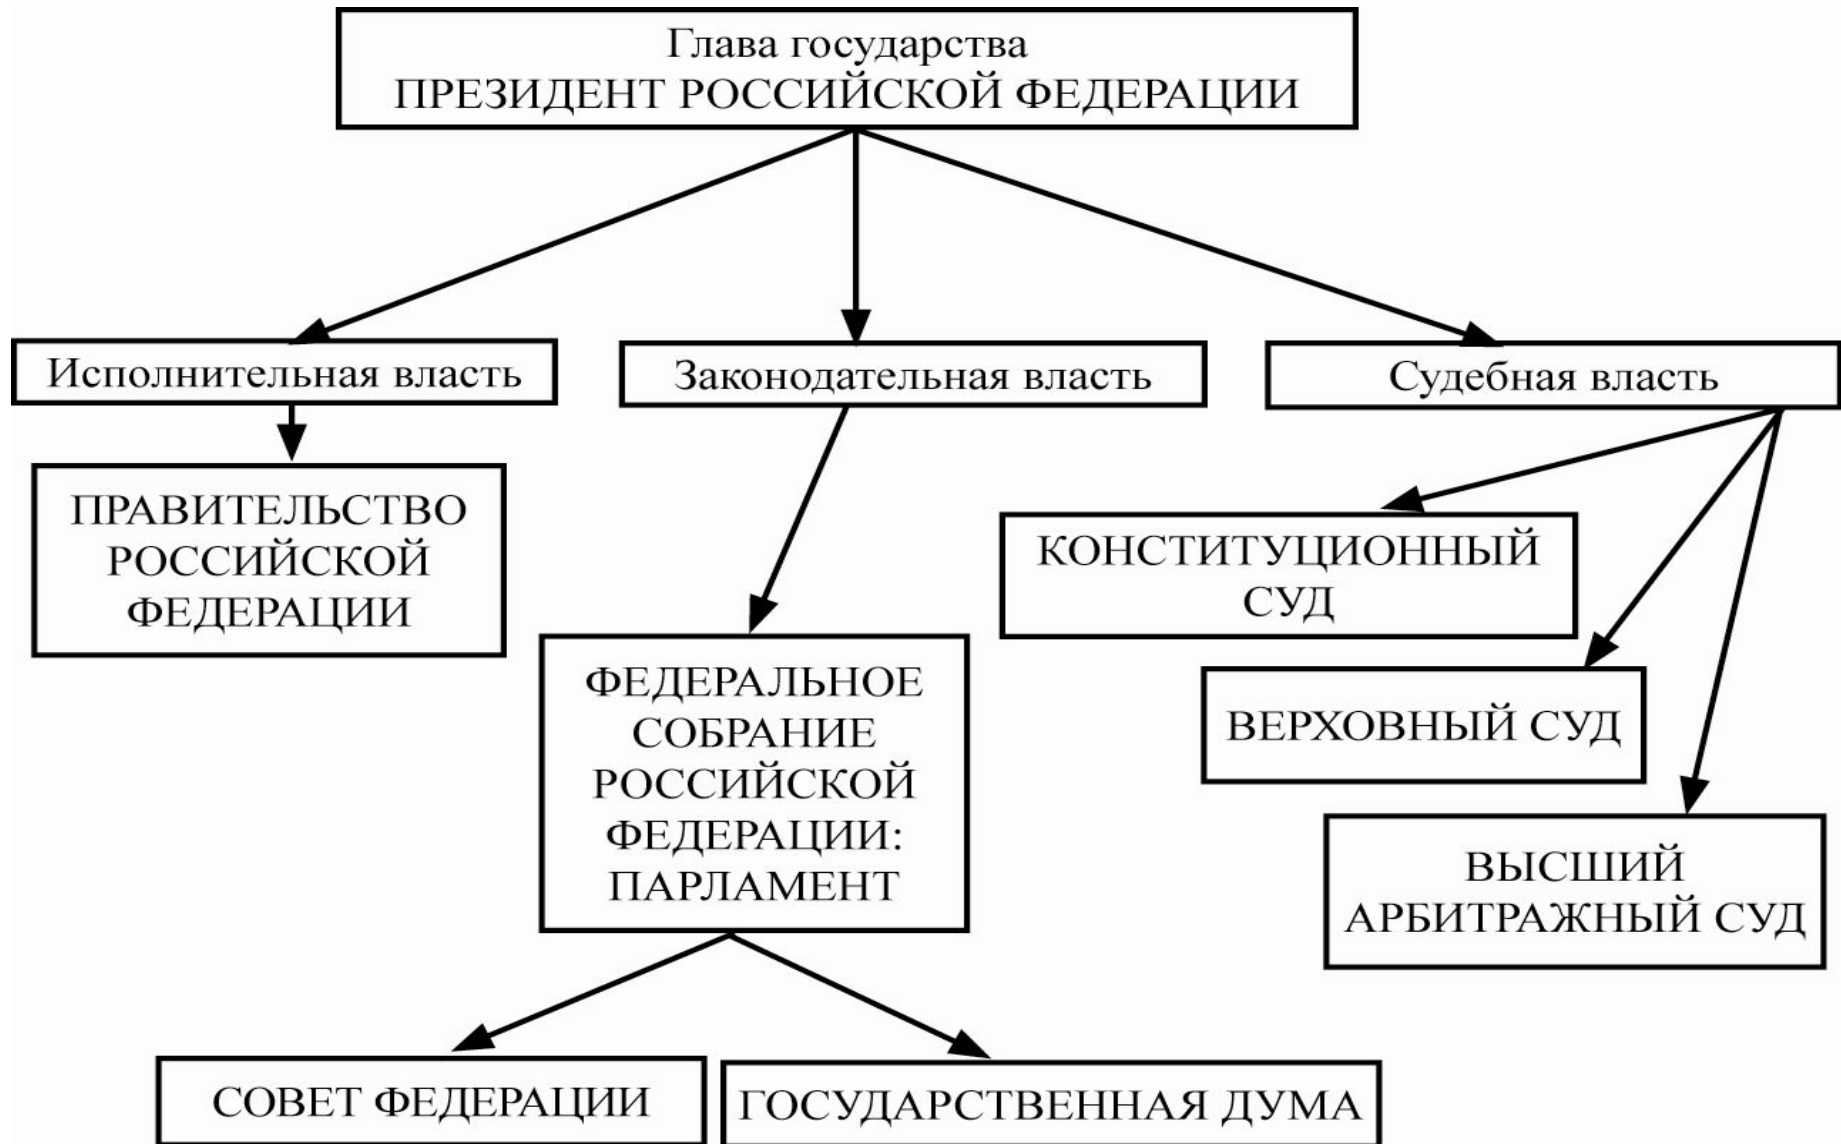 Глава государства
ПРЕЗИДЕНТ РОССИЙСКОЙ ФЕДЕРАЦИИ
Исполнительная власть
Законодательная власть
Судебная власть
ПРАВИТЕЛЬСТВО
РОССИЙСКОЙ
ФЕДЕРАЦИИ
КОНСТИТУЦИОННЫЙ
СУД
ФЕДЕРАЛЬНОЕ
СОБРАНИЕ
РОССИЙСКОЙ
ФЕДЕРАЦИИ:
ПАРЛАМЕНТ
ВЕРХОВНЫЙ СУД
ВЫСШИЙ
АРБИТРАЖНЫЙ СУД
СОВЕТ ФЕДЕРАЦИИ
ГОСУДАРСТВЕННАЯ ДУМА